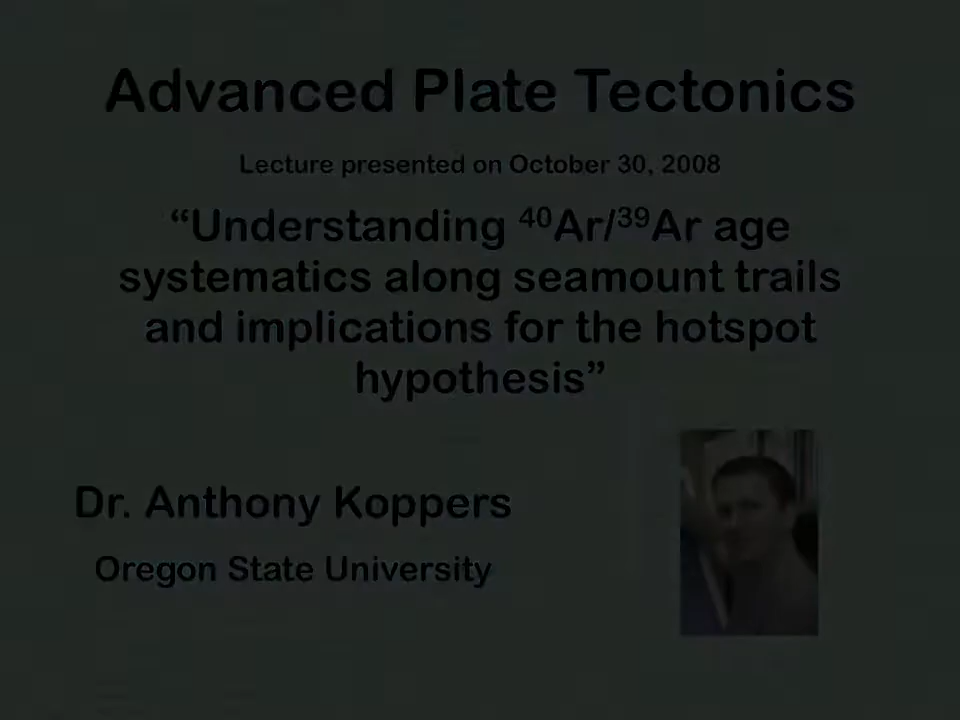 Advanced Plate Tectonics
Lecture presented on October 30, 2008
“Understanding ⁴⁰Ar/³⁹Ar age
systematics along seamount trails
and implications for the hotspot
hypothesis”
Dr. Anthony Koppers
Oregon State University